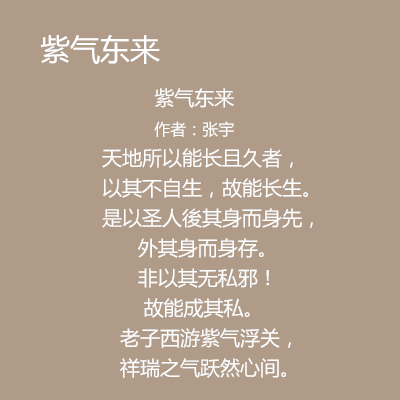 紫气东来
紫气东来
作者：张宇
天地所以能长且久者，
以其不自生，故能长生。
是以圣人後其身而身先，
外其身而身存。
非以其无私邪！
故能成其私。
老子西游紫气浮关，
祥瑞之气跃然心间。